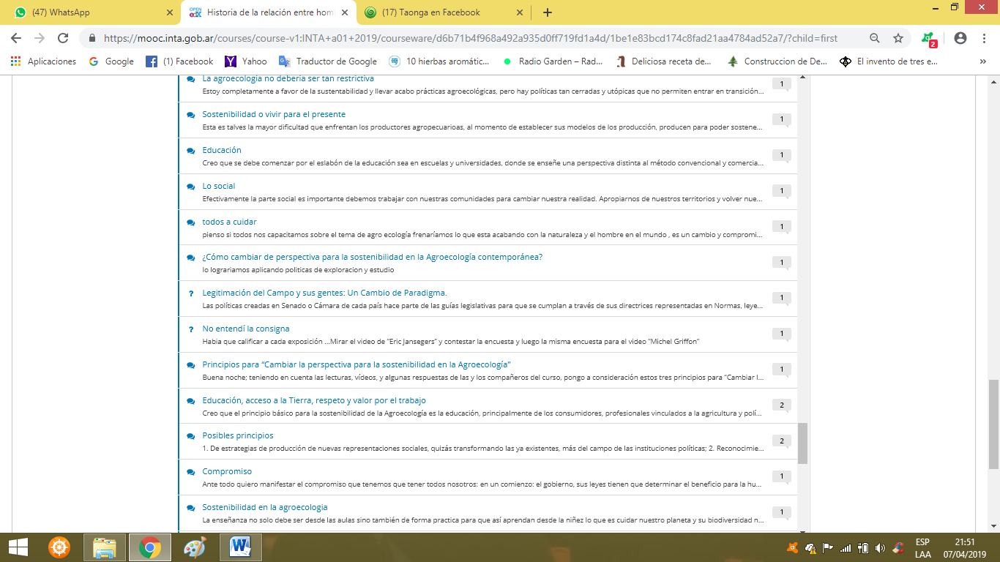 (47) WhatsApp
OPEN edX
Historia de la relación entre hom
(17) Taonga en Facebook
https://mooc.inta.gob.ar/courses/course-v1:INTA+a01+2019/courseware/d6b71b4f968a492a935d0ff719fd1a4d/1be1e83bcd174c8fad21aa4784ad52a7/?child=first
2
Aplicaciones
Google
(1) Facebook
Yahoo
Traductor de Google
10 hierbas aromátic...
Radio Garden – Rad...
Deliciosa receta de...
Construccion de De...
El invento de tres e...
»
La agroecología no debería ser tan restrictiva
1
Estoy completamente a favor de la sustentabilidad y llevar acabo prácticas agroecológicas, pero hay políticas tan cerradas y utópicas que no permiten entrar en transición...
Sostenibilidad o vivir para el presente
1
Esta es talves la mayor dificultad que enfrentan los productores agropecuarioas, al momento de establecer sus modelos de los producción, producen para poder sostene...
Educación
1
Creo que se debe comenzar por el eslabón de la educación sea en escuelas y universidades, donde se enseñe una perspectiva distinta al método convencional y comercia...
Lo social
1
Efectivamente la parte social es importante debemos trabajar con nuestras comunidades para cambiar nuestra realidad. Apropiarnos de nuestros territorios y volver nue...
todos a cuidar
1
pienso si todos nos capacitamos sobre el tema de agro ecología frenaríamos lo que esta acabando con la naturaleza y el hombre en el mundo , es un cambio y compromi...
¿Cómo cambiar de perspectiva para la sostenibilidad en la Agroecología contemporánea?
1
lo lograriamos aplicando politicas de exploracion y estudio
? Legitimación del Campo y sus gentes: Un Cambio de Paradigma.
1
Las políticas creadas en Senado o Cámara de cada país hace parte de las guías legislativas para que se cumplan a través de sus directrices representadas en Normas, leye...
? No entendí la consigna
1
Habia que calificar a cada exposición ...Mirar el video de “Eric Jansegers” y contestar la encuesta y luego la misma encuesta para el video “Michel Griffon”
Principios para “Cambiar la perspectiva para la sostenibilidad en la Agroecología”
1
Buena noche; teniendo en cuenta las lecturas, vídeos, y algunas respuestas de las y los compañeros del curso, pongo a consideración estos tres principios para “Cambiar l...
Educación, acceso a la Tierra, respeto y valor por el trabajo
2
Creo que el principio básico para la sostenibilidad de la Agroecología es la educación, principalmente de los consumidores, profesionales vinculados a la agricultura y polí...
Posibles principios
2
1. De estrategias de producción de nuevas representaciones sociales, quizás transformando las ya existentes, más del campo de las instituciones políticas; 2. Reconocimie...
Compromiso
1
Ante todo quiero manifestar el compromiso que tenemos que tener todos nosotros: en un comienzo: el gobierno, sus leyes tienen que determinar el beneficio para la hu...
Sostenibilidad en la agroecologia
1
La enseñanza no solo debe ser desde las aulas sino también de forma practica para que así aprendan desde la niñez lo que es cuidar nuestro planeta y su biodiversidad n...
ESP
LAA
21:51
07/04/2019